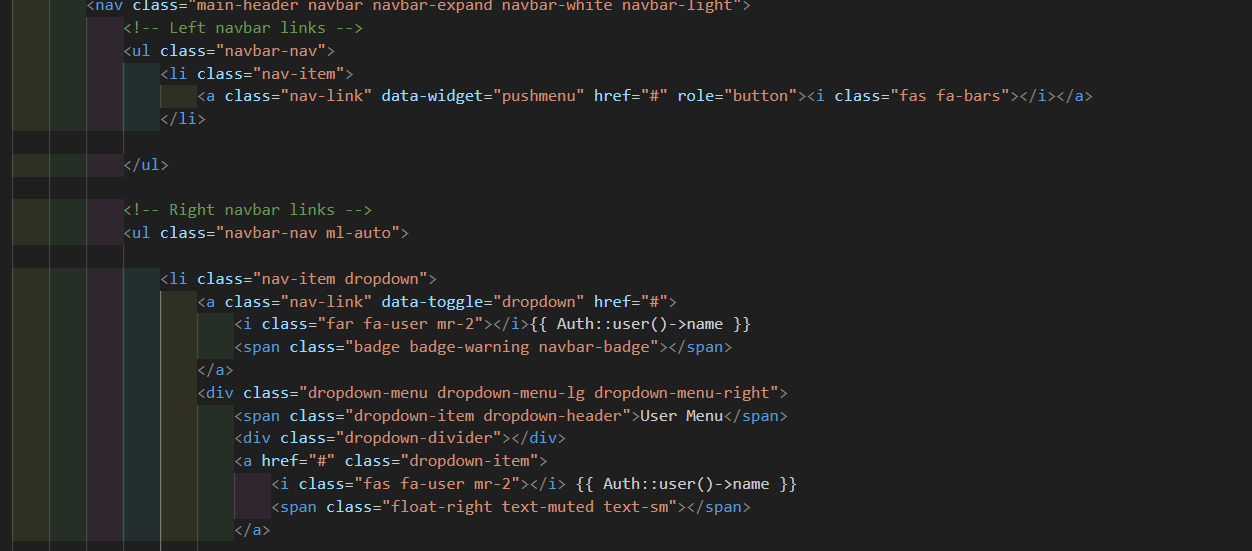 <nav class="main-header navbar navbar-expand navbar-white navbar-light">
<!-- Left navbar links -->
<ul class="navbar-nav">
<li class="nav-item">
<a class="nav-link" data-widget="pushmenu" href="#" role="button"><i class="fas fa-bars"></i></a>
</li>
</ul>
<!-- Right navbar links -->
<ul class="navbar-nav ml-auto">
<li class="nav-item dropdown">
<a class="nav-link" data-toggle="dropdown" href="#">
<i class="far fa-user mr-2"></i>{{ Auth::user()->name }}
<span class="badge badge-warning navbar-badge"></span>
</a>
<div class="dropdown-menu dropdown-menu-lg dropdown-menu-right">
<span class="dropdown-item dropdown-header">User Menu</span>
<div class="dropdown-divider"></div>
<a href="#" class="dropdown-item">
<i class="fas fa-user mr-2"></i> {{ Auth::user()->name }}
<span class="float-right text-muted text-sm"></span>
</a>